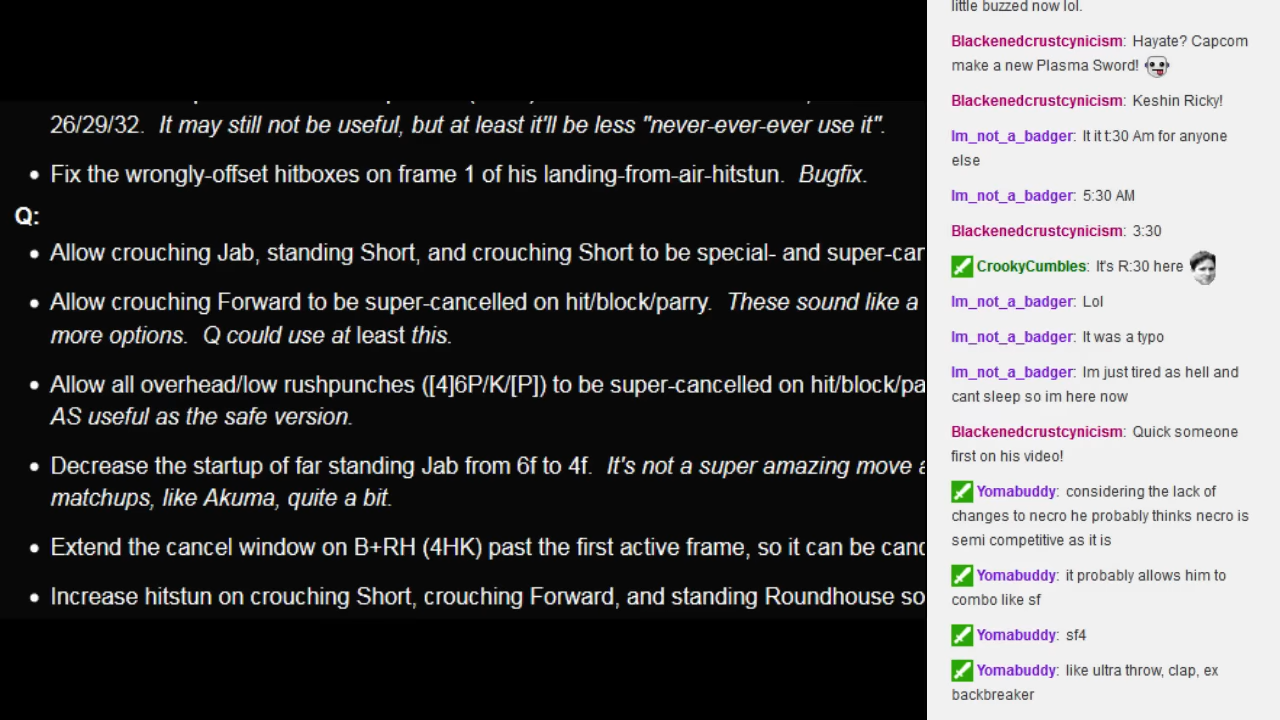 26/29/32. It may still not be useful, but at least it'll be less "never-ever-ever use it".
• Fix the wrongly-offset hitboxes on frame 1 of his landing-from-air-hitstun. Bugfix.
Q:
• Allow crouching Jab, standing Short, and crouching Short to be special- and super-can
• Allow crouching Forward to be super-cancelled on hit/block/parry. These sound like a
more options. Q could use at least this.
• Allow all overhead/low rushpunches ([4]6P/K/[P]) to be super-cancelled on hit/block/pa
AS useful as the safe version.
• Decrease the startup of far standing Jab from 6f to 4f. It's not a super amazing move a
matchups, like Akuma, quite a bit.
• Extend the cancel window on B+RH (4HK) past the first active frame, so it can be canc
• Increase hitstun on crouching Short, crouching Forward, and standing Roundhouse so
little buzzed now lol.
Blackenedcrustcynicism: Hayate? Capcom
make a new Plasma Sword!
Blackenedcrustcynicism: Keshin Ricky!
Im_not_a_badger: It it t:30 Am for anyone
else
Im_not_a_badger: 5:30 AM
Blackenedcrustcynicism: 3:30
CrookyCumbles: It's R:30 here
Im_not_a_badger: Lol
Im_not_a_badger: It was a typo
Im_not_a_badger: Im just tired as hell and
cant sleep so im here now
Blackenedcrustcynicism: Quick someone
first on his video!
Yomabuddy: considering the lack of
changes to necro he probably thinks necro is
semi competitive as it is
Yomabuddy: it probably allows him to
combo like sf
Yomabuddy: sf4
Yomabuddy: like ultra throw, clap, ex
backbreaker